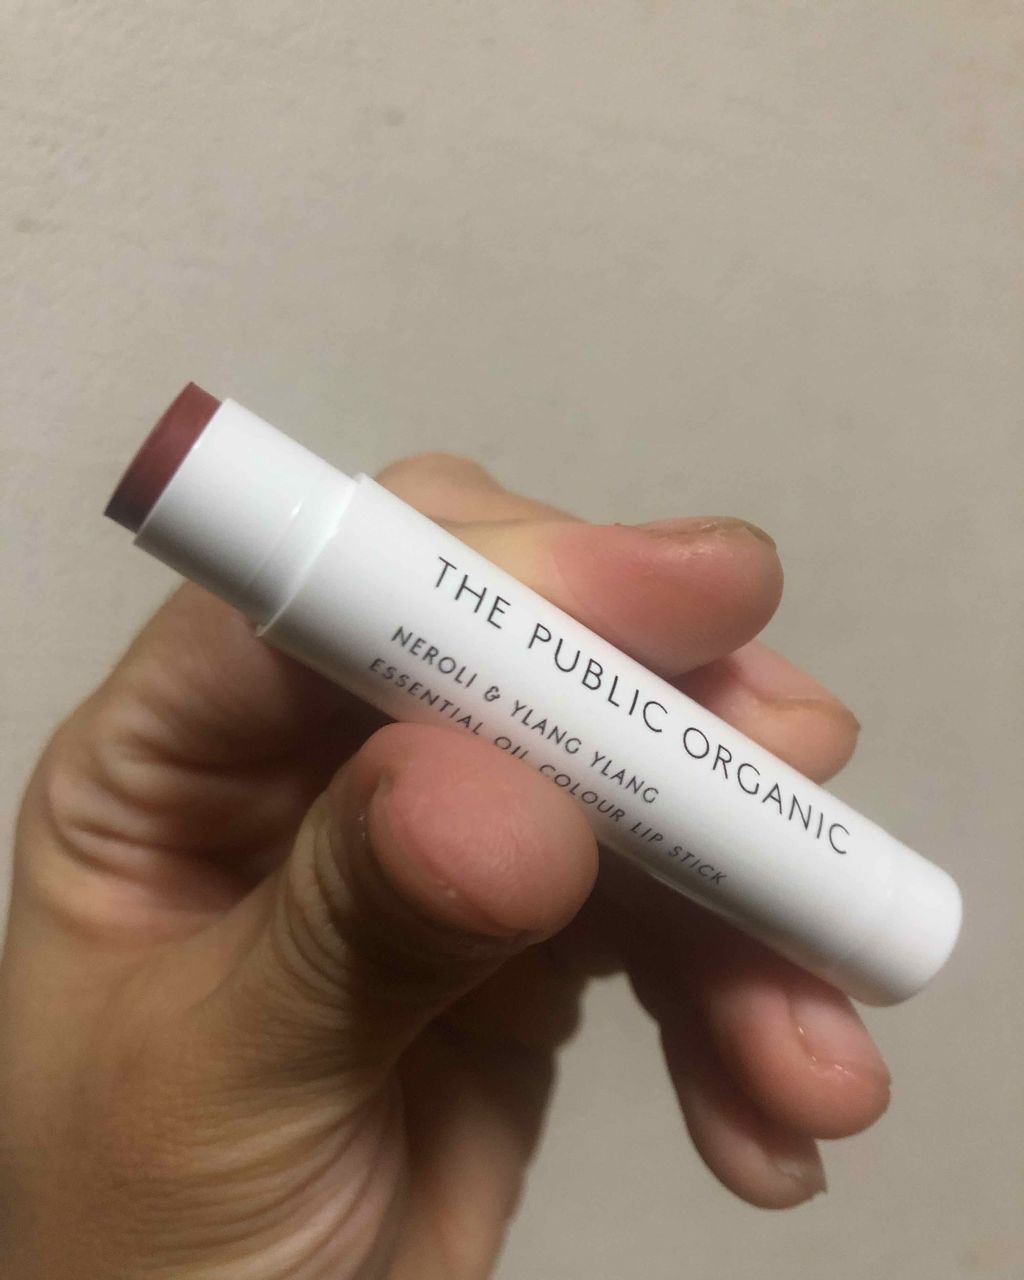 THE PUBLIC ORGANIC
NEROLI & YLANG YLANG
ESSENTIAL OIL COLOUR LIP STICK